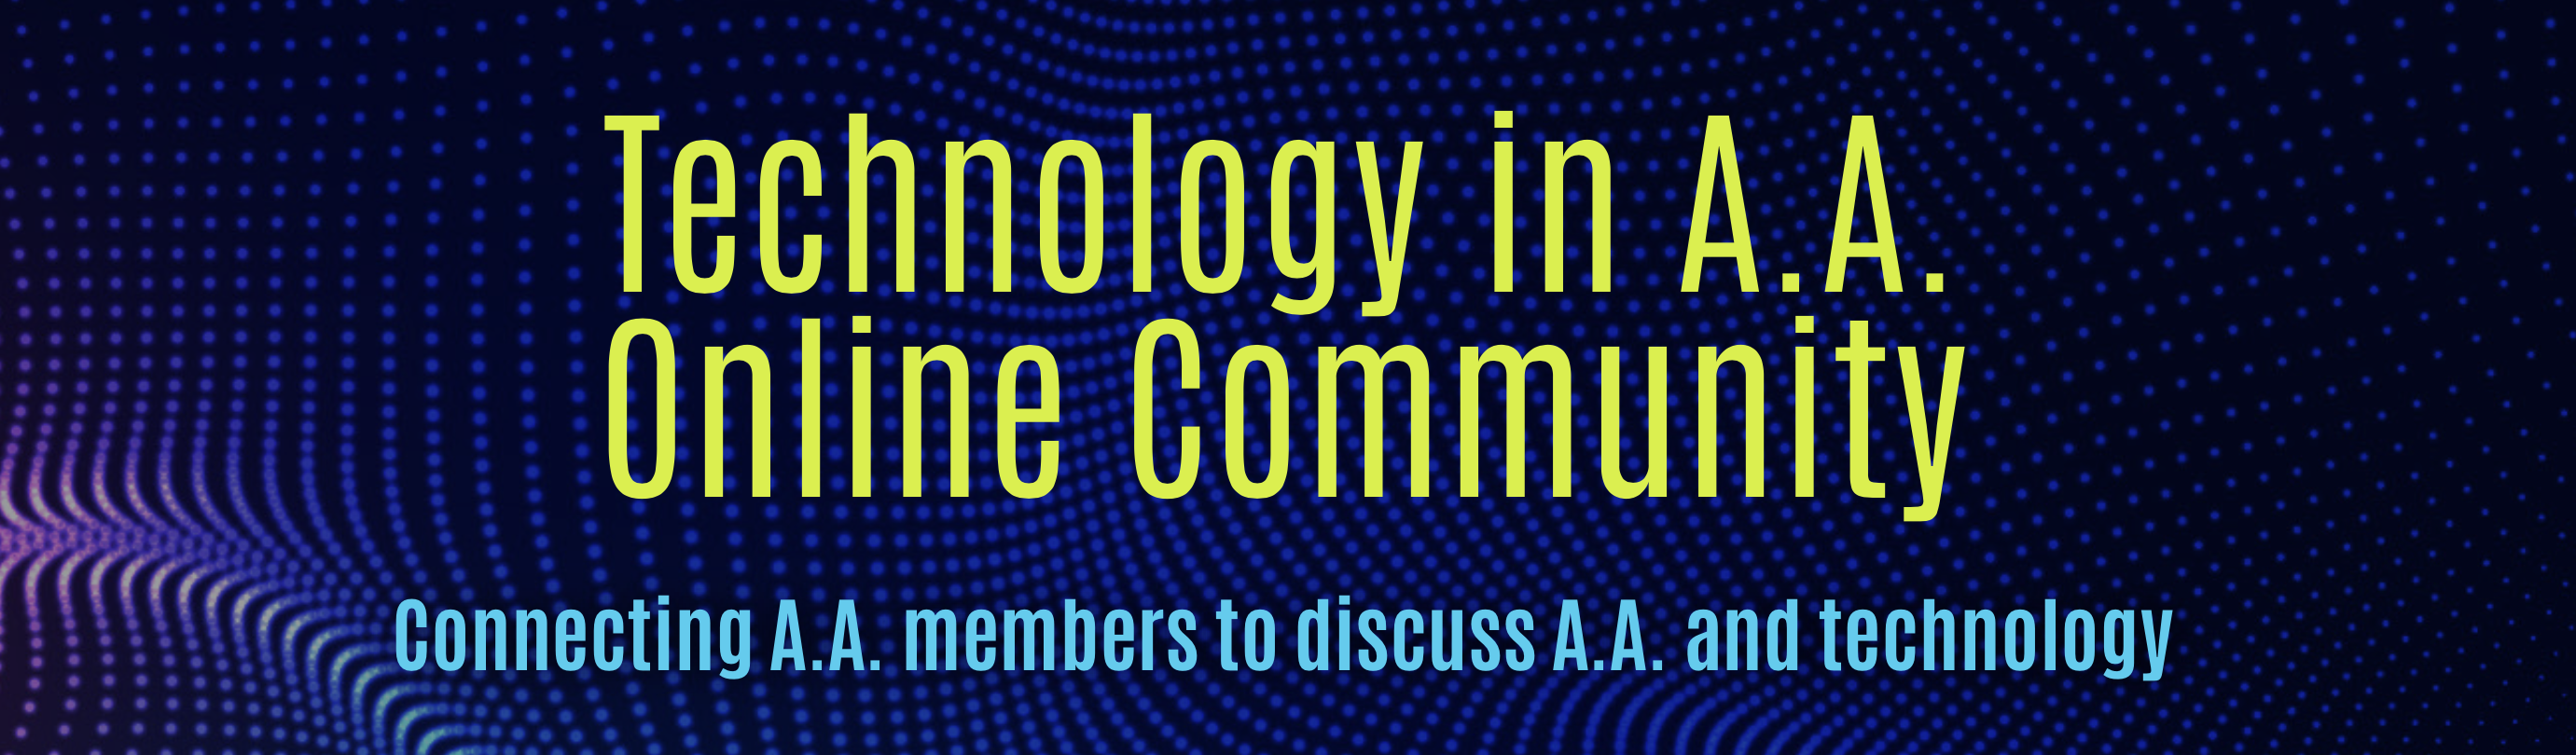 Technology in A.A.
Online Community
Connecting A.A. members to discuss A.A. and technology